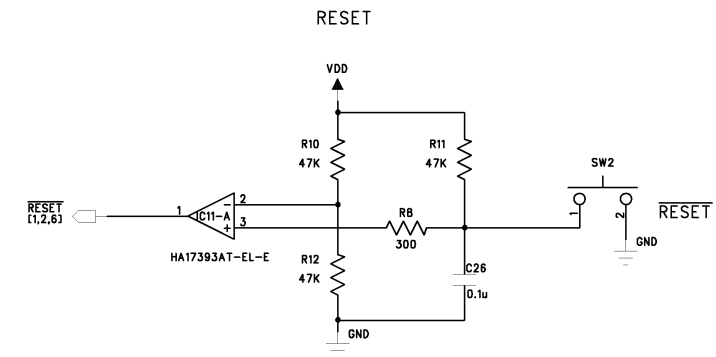 RESET
VDD
R10
47K
R11
47K
SW2
RESET
[1,2,6]
1
IC11-A
2
-
3
+
R8
300
1
2
RESET
GND
HA17393AT-EL-E
R12
47K
C26
0.1u
GND